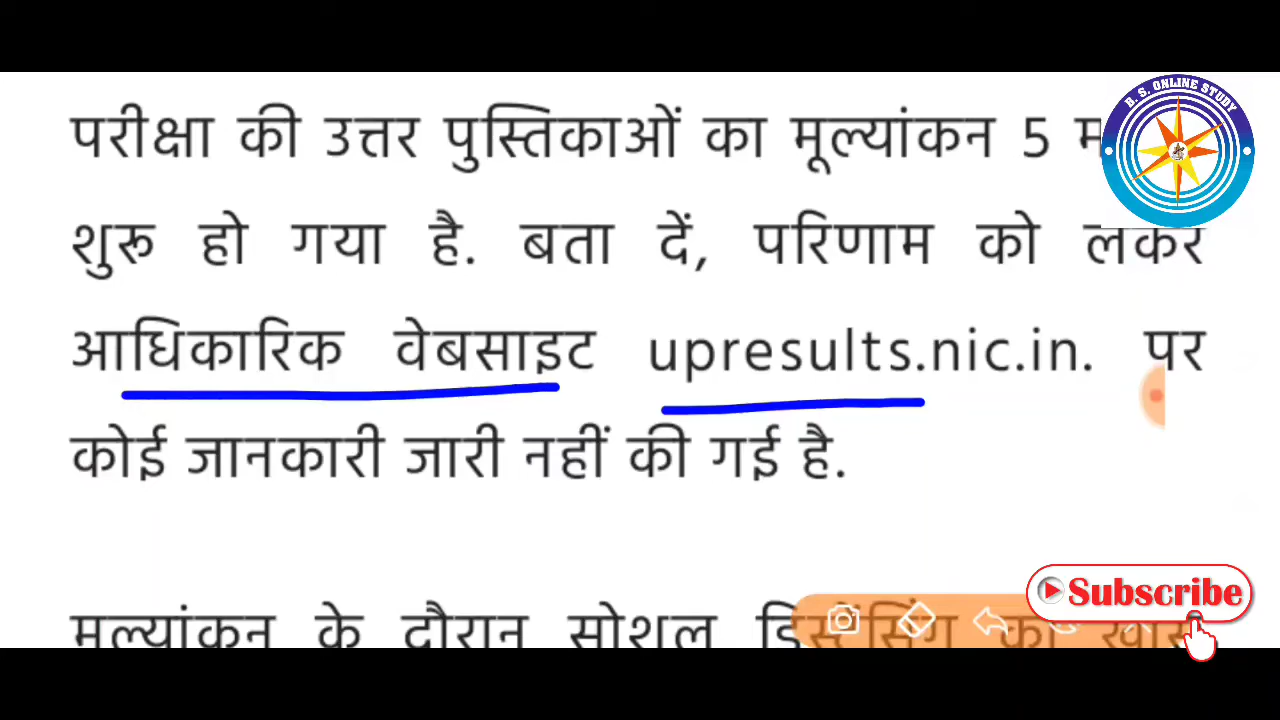 B. S. ONLINE STUDY
परीक्षा की उत्तर पुस्तिकाओं का मूल्यांकन 5
शुरू हो गया है. बता दें, परिणाम को लेकर
आधिकारिक वेबसाइट upresults.nic.in. पर
कोई जानकारी जारी नहीं की गई है.
Subscribe
मूल्यांकन के दौरान सोशल डिस्टेंसिंग का खास